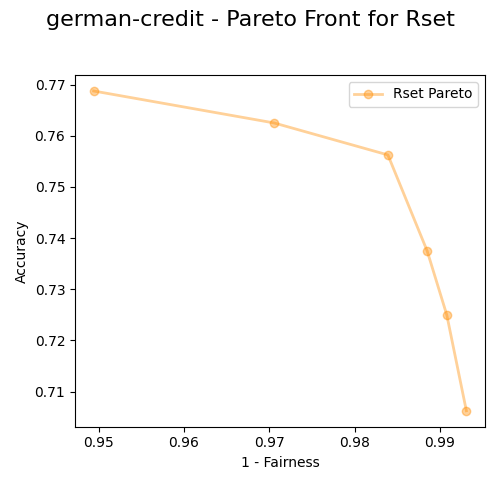 german-credit - Pareto Front for Rset
Rset Pareto
0.77
0.76
0.75
0.74
0.73
0.72
0.71
Accuracy
0.95 0.96 0.97 0.98 0.99
1 - Fairness